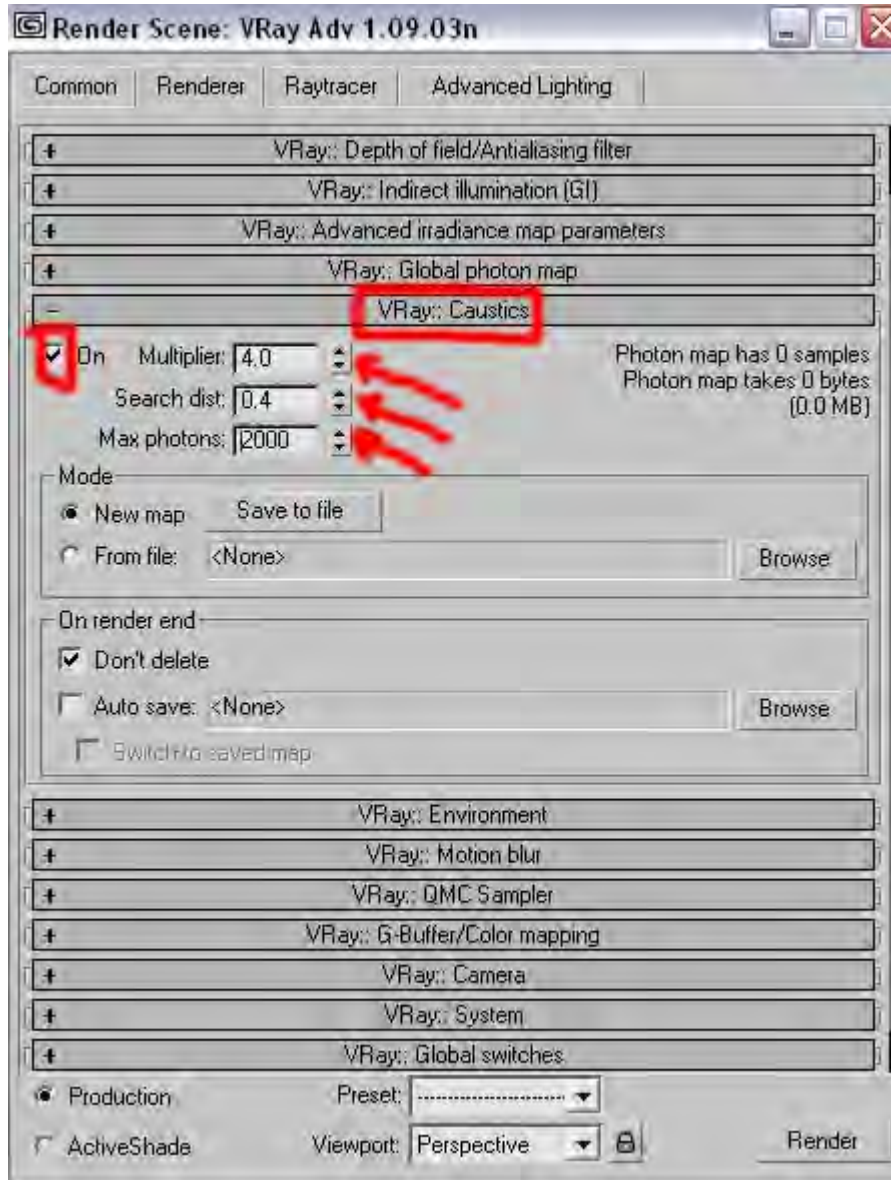 Render Scene: VRay Adv 1.09.03n
Common Renderer Raytracer Advanced Lighting
+ VRay:: Depth of field/Antialiasing filter
+ VRay:: Indirect illumination (GI)
+ VRay:: Advanced irradiance map parameters
+ VRay:: Global photon map
- VRay:: Caustics
On Multiplier: 4.0 Photon map has 0 samples
Search dist: 0.4 Photon map takes 0 bytes
Max photons: 2000 (0.0 MB)
Mode
New map Save to file
From file: <None> Browse
On render end
Don't delete
Auto save: <None> Browse
Switch to saved map
+ VRay:: Environment
+ VRay:: Motion blur
+ VRay:: QMC Sampler
+ VRay:: G-Buffer/Color mapping
+ VRay:: Camera
+ VRay:: System
+ VRay:: Global switches
Production Preset: -----------------------
ActiveShade Viewport: Perspective Render